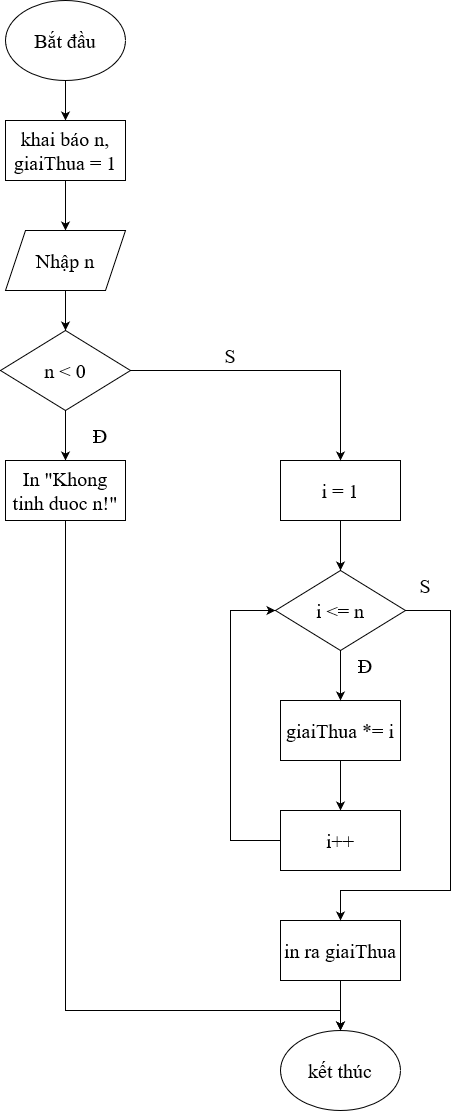 Bắt đầu
khai báo n,
giaiThua = 1
Nhập n
n < 0
S
Đ
In "Khong
tinh duoc n!"
i = 1
i <= n
S
Đ
giaiThua *= i
i++
in ra giaiThua
kết thúc